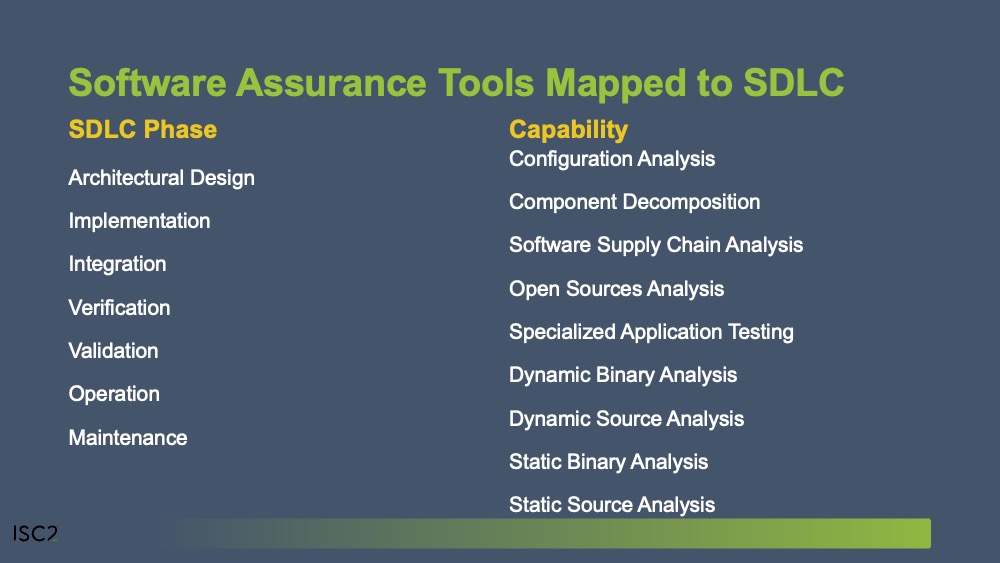 Software Assurance Tools Mapped to SDLC
SDLC Phase
Architectural Design
Implementation
Integration
Verification
Validation
Operation
Maintenance
Capability
Configuration Analysis
Component Decomposition
Software Supply Chain Analysis
Open Sources Analysis
Specialized Application Testing
Dynamic Binary Analysis
Dynamic Source Analysis
Static Binary Analysis
Static Source Analysis
ISC2